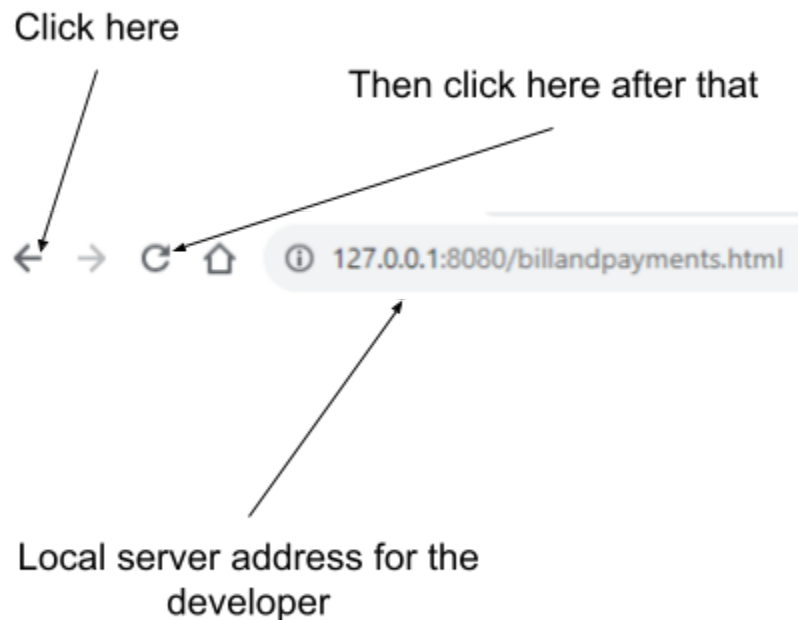 Click here
Then click here after that
127.0.0.1:8080/billandpayments.html
Local server address for the
developer